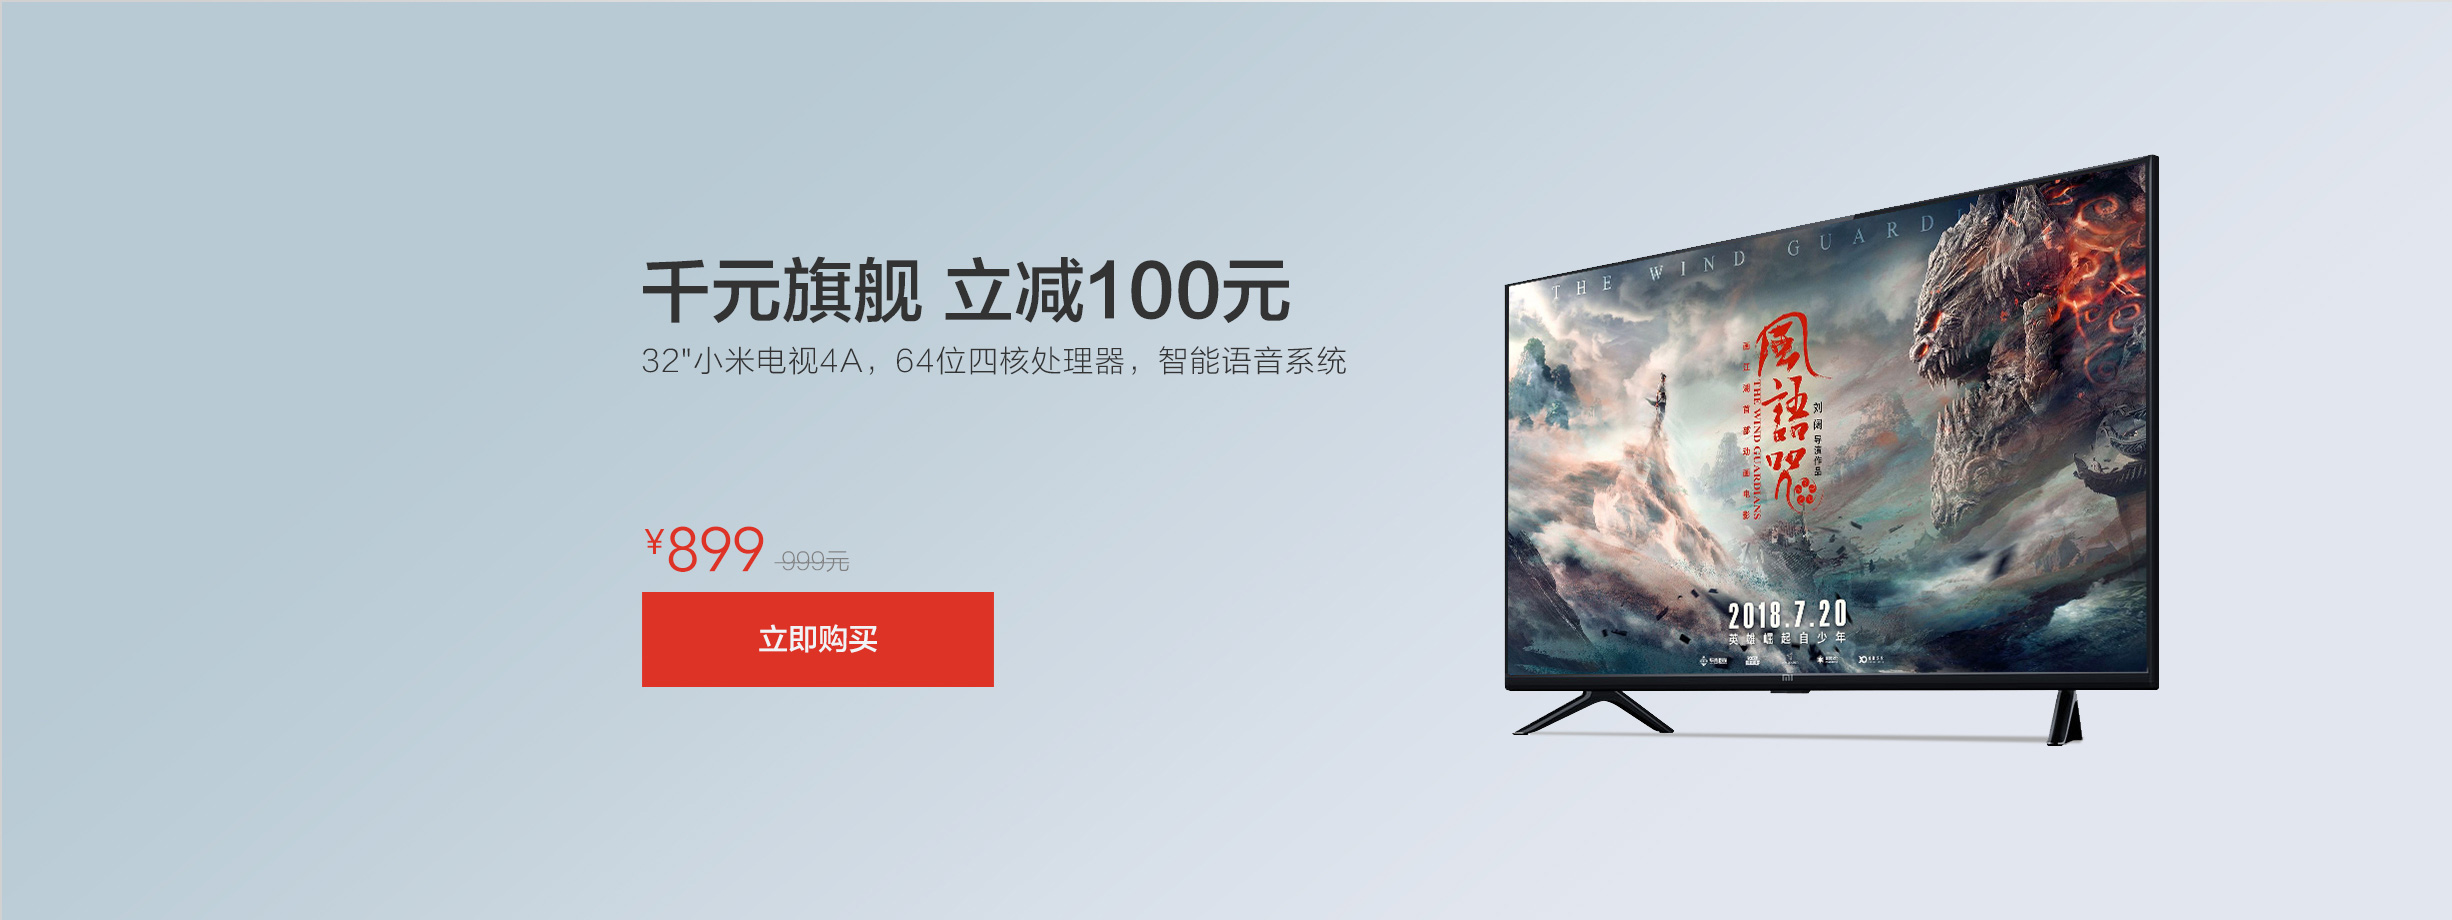 千元旗舰 立减100元
32"小米电视4A，64位四核处理器，智能语音系统
¥899 999元
立即购买
THE WIND GUARDI
風語咒
THE WIND GUARDIANS
画江湖首部动画电影
刘阔 导演作品
2018.7.20
英雄崛起自少年
mi